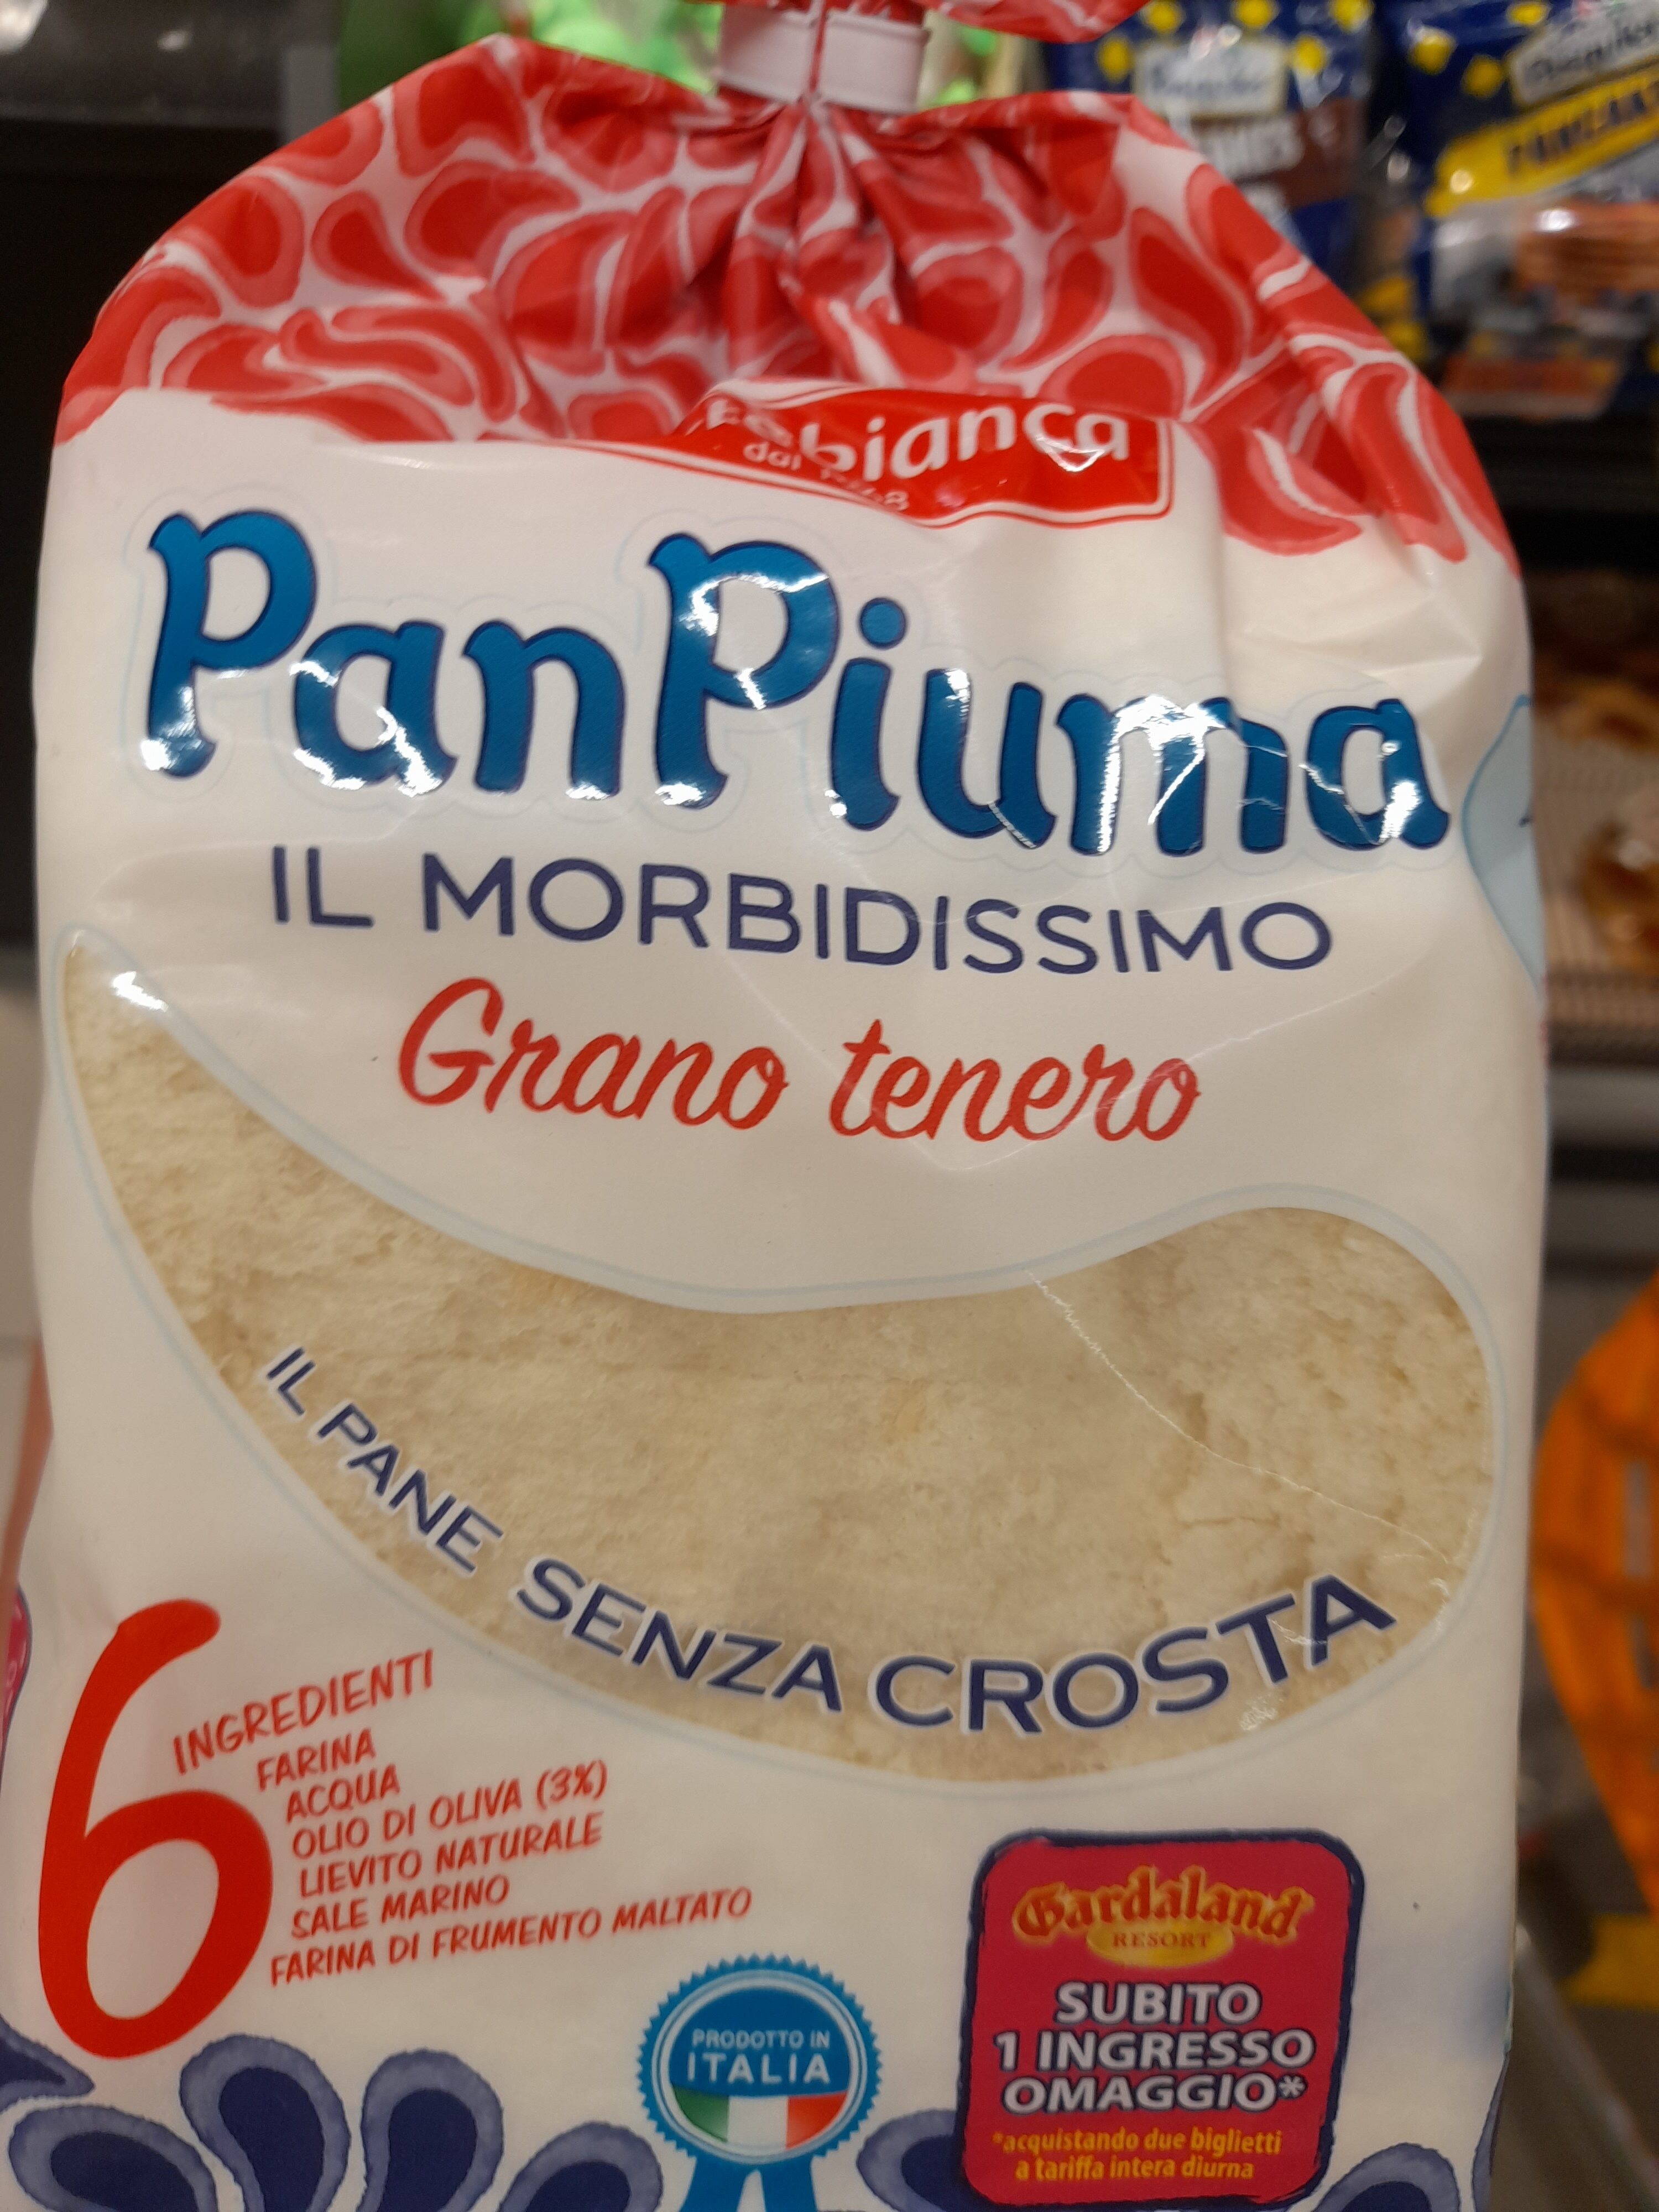 bianca
PanPiuma
IL MORBIDISSIMO
Grano tenero
IL PANE SENZA CROSTA
6
INGREDIENTI
FARINA
ACQUA
OLIO DI OLIVA (3%)
LIEVITO NATURALE
SALE MARINO
FARINA DI FRUMENTO MALTATO
PRODOTTO IN
ITALIA
Gardaland
RESORT
SUBITO
1 INGRESSO
OMAGGIO*
*acquistando due biglietti
a tariffa intera diurna